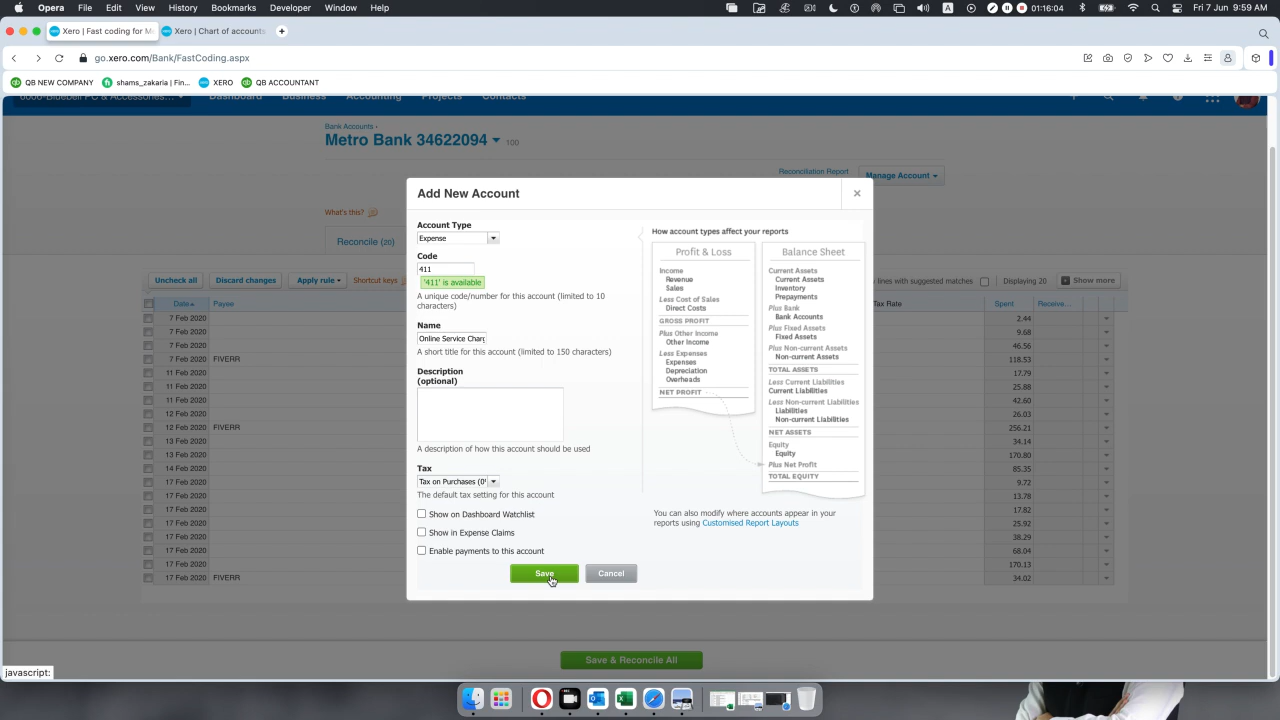 Opera File Edit View History Bookmarks Developer Window Help
01:16:04
Fri 7 Oct 9:59 AM
Xero | Fast coding for M
Xero | Chart of accounts
go.xero.com/Bank/FastCoding.aspx
QB NEW COMPANY
shams_zakaria | Fin...
XERO
QB ACCOUNTANT
Dashboard Business Accounting Projects Contacts
Bank Accounts ›
Metro Bank 34622094 100
Reconciliation Report
Manage Account
What's this?
Reconcile (20)
Uncheck all
Discard changes
Apply rule
Shortcut keys
lines with suggested matches
Displaying 20
Show more
Date Payee Tax Rate Spent Receive...
7 Feb 2020 2.44
7 Feb 2020 9.68
7 Feb 2020 46.56
7 Feb 2020 FIVERR 118.53
11 Feb 2020 17.79
11 Feb 2020 25.88
11 Feb 2020 42.60
12 Feb 2020 26.03
12 Feb 2020 FIVERR 256.21
13 Feb 2020 34.14
13 Feb 2020 170.80
14 Feb 2020 85.35
17 Feb 2020 9.72
17 Feb 2020 13.78
17 Feb 2020 17.82
17 Feb 2020 25.92
17 Feb 2020 38.29
17 Feb 2020 68.04
17 Feb 2020 170.13
17 Feb 2020 FIVERR 34.02
Add New Account
Account Type
Expense
Code
411
'411' is available
A unique code/number for this account (limited to 10
characters)
Name
Online Service Char
A short title for this account (limited to 150 characters)
Description
(optional)
A description of how this account should be used
Tax
Tax on Purchases (0
The default tax setting for this account
Show on Dashboard Watchlist
Show in Expense Claims
Enable payments to this account
Save
Cancel
How account types affect your reports
Profit & Loss
Income
Revenue
Sales
Less Cost of Sales
Direct Costs
GROSS PROFIT
Plus Other Income
Other Income
Less Expenses
Expenses
Depreciation
Overheads
NET PROFIT
Balance Sheet
Current Assets
Current Assets
Inventory
Prepayments
Plus Bank
Bank Accounts
Plus Fixed Assets
Fixed Assets
Plus Non-current Assets
Non-current Assets
TOTAL ASSETS
Less Current Liabilities
Current Liabilities
Less Non-current Liabilities
Liabilities
Non-current Liabilities
NET ASSETS
Equity
Equity
Plus Net Profit
TOTAL EQUITY
You can also modify where accounts appear in your
reports using Customised Report Layouts
Save & Reconcile All
javascript: